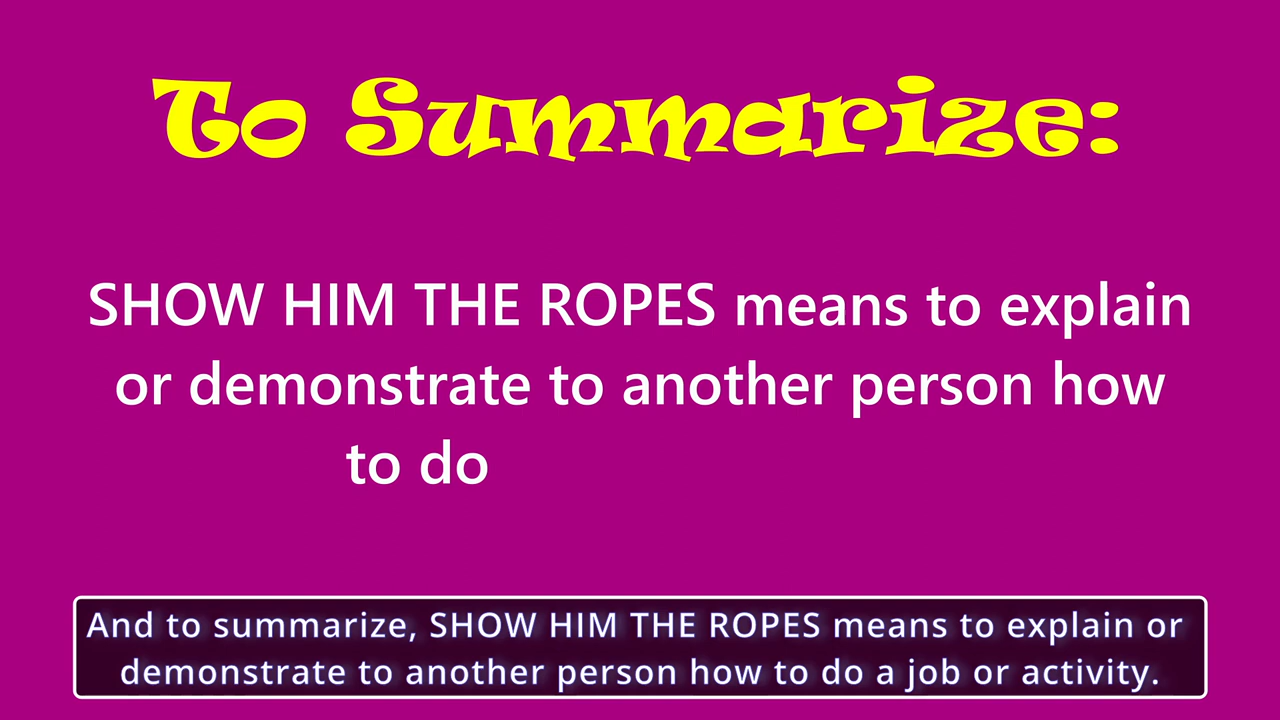 To Summarize:
SHOW HIM THE ROPES means to explain
or demonstrate to another person how
to do
And to summarize, SHOW HIM THE ROPES means to explain or
demonstrate to another person how to do a job or activity.